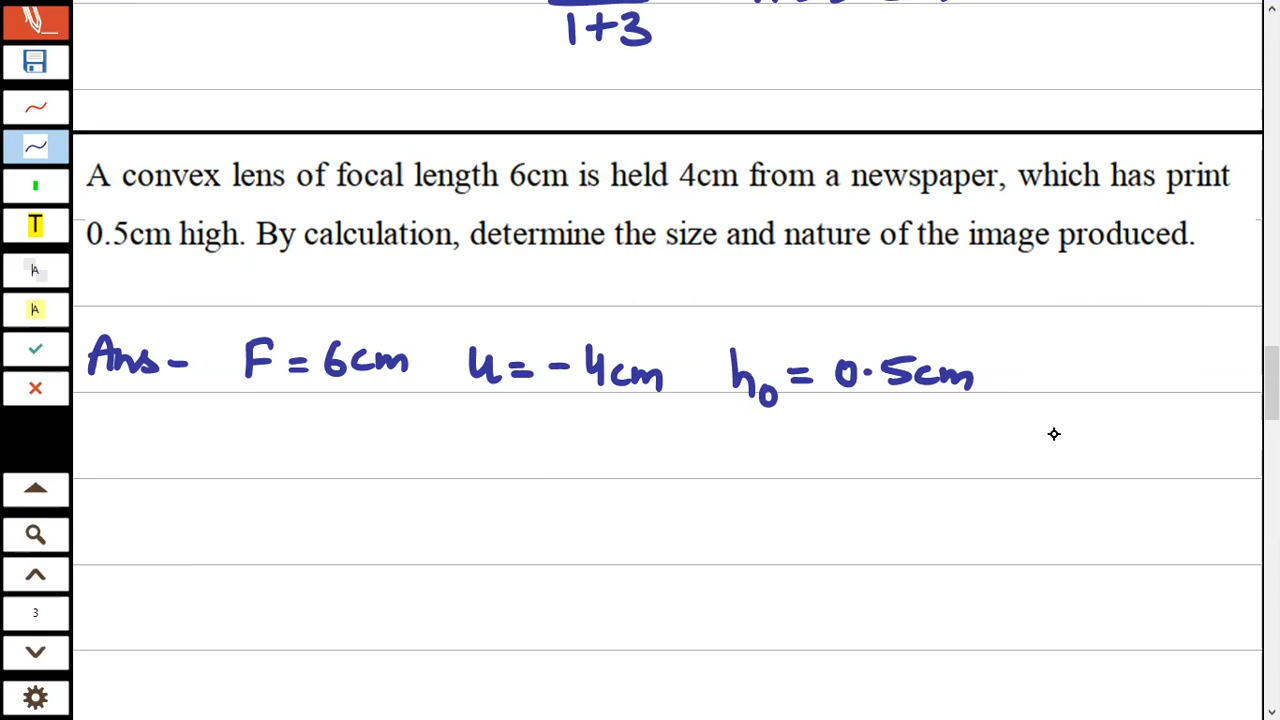 1+3
A convex lens of focal length 6cm is held 4cm from a newspaper, which has print
0.5cm high. By calculation, determine the size and nature of the image produced.
Ans- F = 6cm u = -4cm h₀ = 0.5cm
T
A
A
3